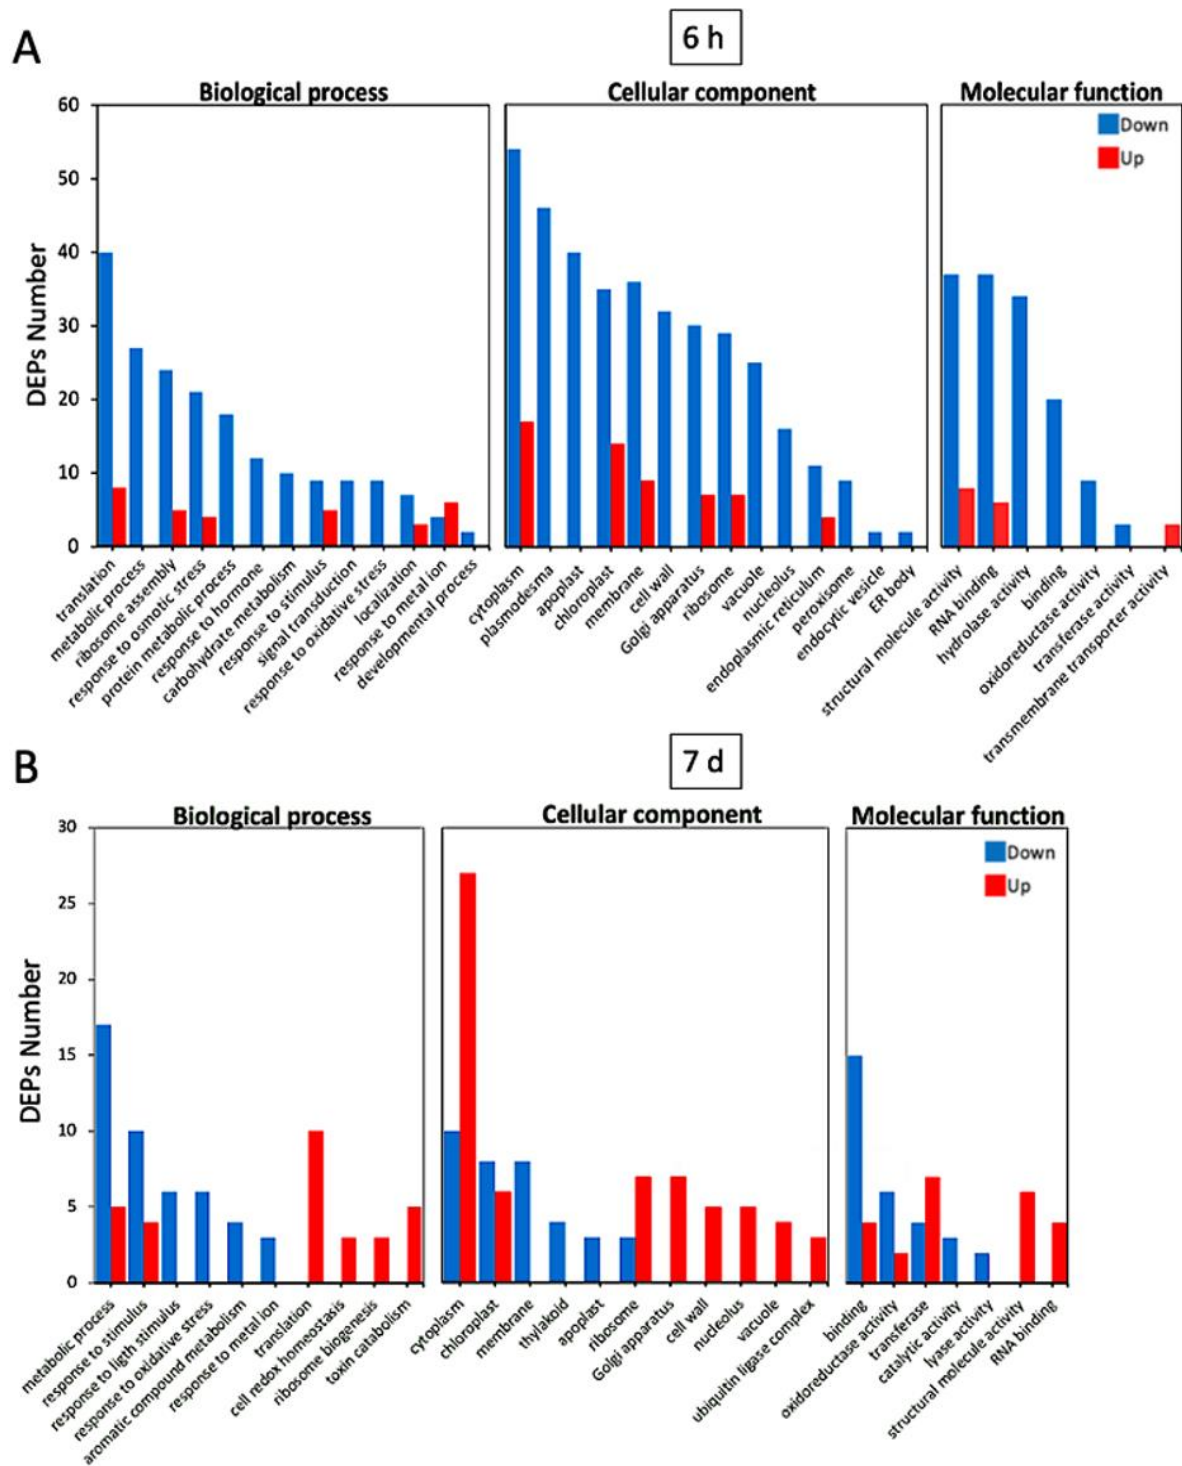 A
6 h
Biological process
Cellular component
Molecular function
60
50
40
30
20
10
0
DEPs Number
Down
Up
translation
metabolic process
ribosome assembly
response to osmotic stress
protein metabolic process
response to hormone
carbohydrate metabolism
response to stimulus
signal transduction
response to oxidative stress
localization
response to metal ion
developmental process
cytoplasm
plasmodesma
apoplast
chloroplast
membrane
cell wall
Golgi apparatus
ribosome
vacuole
nucleolus
endoplasmic reticulum
peroxisome
endocytic vesicle
ER body
structural molecule activity
RNA binding
hydrolase activity
binding
oxidoreductase activity
transferase activity
transmembrane transporter activity
B
7 d
Biological process
Cellular component
Molecular function
30
25
20
15
10
5
0
DEPs Number
Down
Up
metabolic process
response to stimulus
response to ligth stimulus
response to oxidative stress
aromatic compound metabolism
response to metal ion
translation
cell redox homeostasis
ribosome biogenesis
toxin catabolism
cytoplasm
chloroplast
membrane
thylakoid
apoplast
ribosome
Golgi apparatus
cell wall
nucleolus
vacuole
ubiquitin ligase complex
binding
oxidoreductase activity
transferase
catalytic activity
lyase activity
structural molecule activity
RNA binding